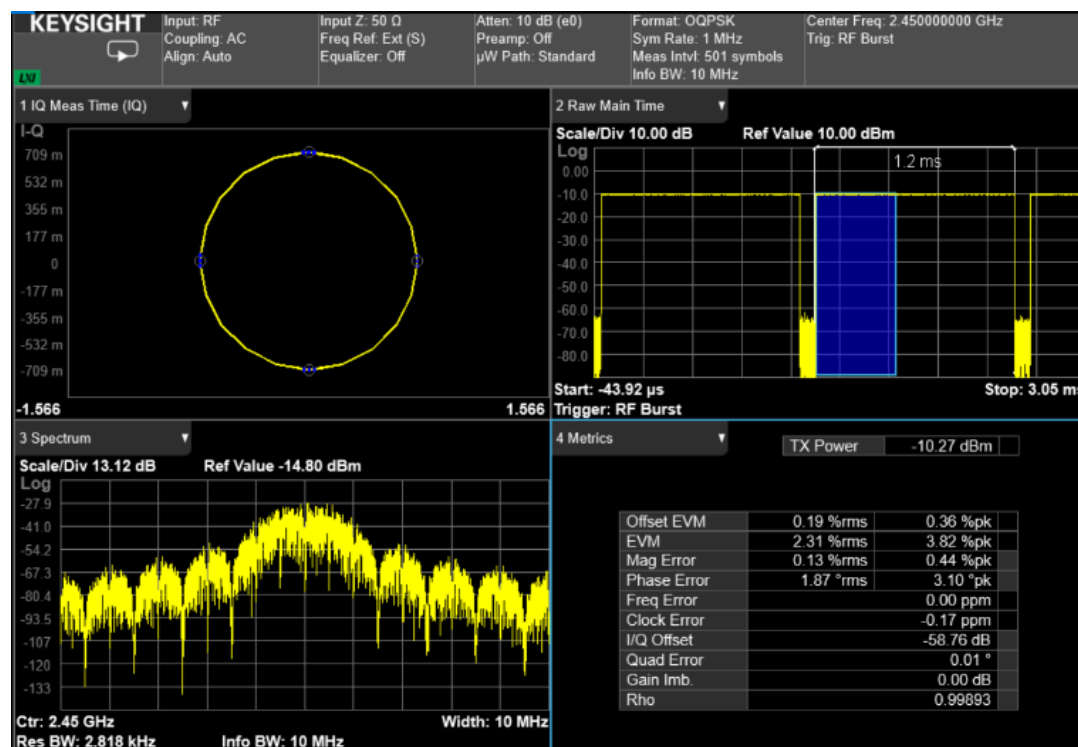 KEYSIGHT
LXI
Input: RF
Coupling: AC
Align: Auto
Input Z: 50 Ω
Freq Ref: Ext (S)
Equalizer: Off
Atten: 10 dB (e0)
Preamp: Off
µW Path: Standard
Format: OQPSK
Sym Rate: 1 MHz
Meas Intvl: 501 symbols
Info BW: 10 MHz
Center Freq: 2.450000000 GHz
Trig: RF Burst
1 IQ Meas Time (IQ)
I-Q
709 m
532 m
355 m
177 m
0
-177 m
-355 m
-532 m
-709 m
-1.566
1.566
2 Raw Main Time
Scale/Div 10.00 dB
Ref Value 10.00 dBm
Log
1.2 ms
0.00
-10.0
-20.0
-30.0
-40.0
-50.0
-60.0
-70.0
-80.0
Start: -43.92 µs
Stop: 3.05 ms
Trigger: RF Burst
3 Spectrum
Scale/Div 13.12 dB
Ref Value -14.80 dBm
Log
-27.9
-41.0
-54.2
-67.3
-80.4
-93.5
-107
-120
-133
Ctr: 2.45 GHz
Width: 10 MHz
Res BW: 2.818 kHz
Info BW: 10 MHz
4 Metrics
TX Power -10.27 dBm
Offset EVM 0.19 %rms 0.36 %pk
EVM 2.31 %rms 3.82 %pk
Mag Error 0.13 %rms 0.44 %pk
Phase Error 1.87 °rms 3.10 °pk
Freq Error 0.00 ppm
Clock Error -0.17 ppm
I/Q Offset -58.76 dB
Quad Error 0.01 °
Gain Imb. 0.00 dB
Rho 0.99893